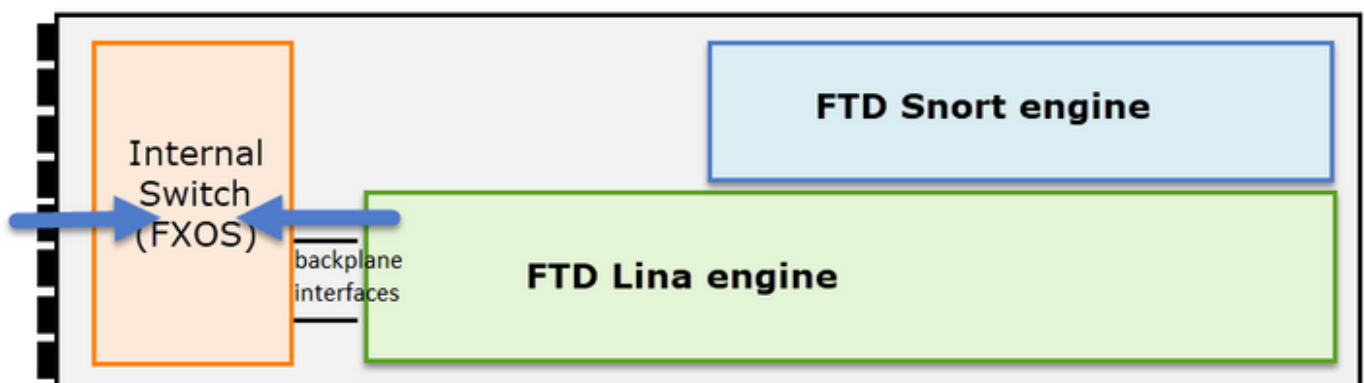 Internal
Switch
(FXOS)
backplane
interfaces
FTD Snort engine
FTD Lina engine